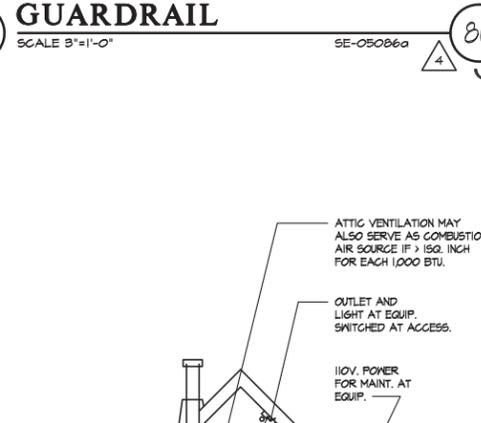 GUARDRAIL
SCALE 3"=1'-0" SE-05086a
4
ATTIC VENTILATION MAY
ALSO SERVE AS COMBUSTIO
AIR SOURCE IF > 1SQ. INCH
FOR EACH 1,000 BTU.
OUTLET AND
LIGHT AT EQUIP.
SWITCHED AT ACCESS.
110V. POWER
FOR MAINT. AT
EQUIP.